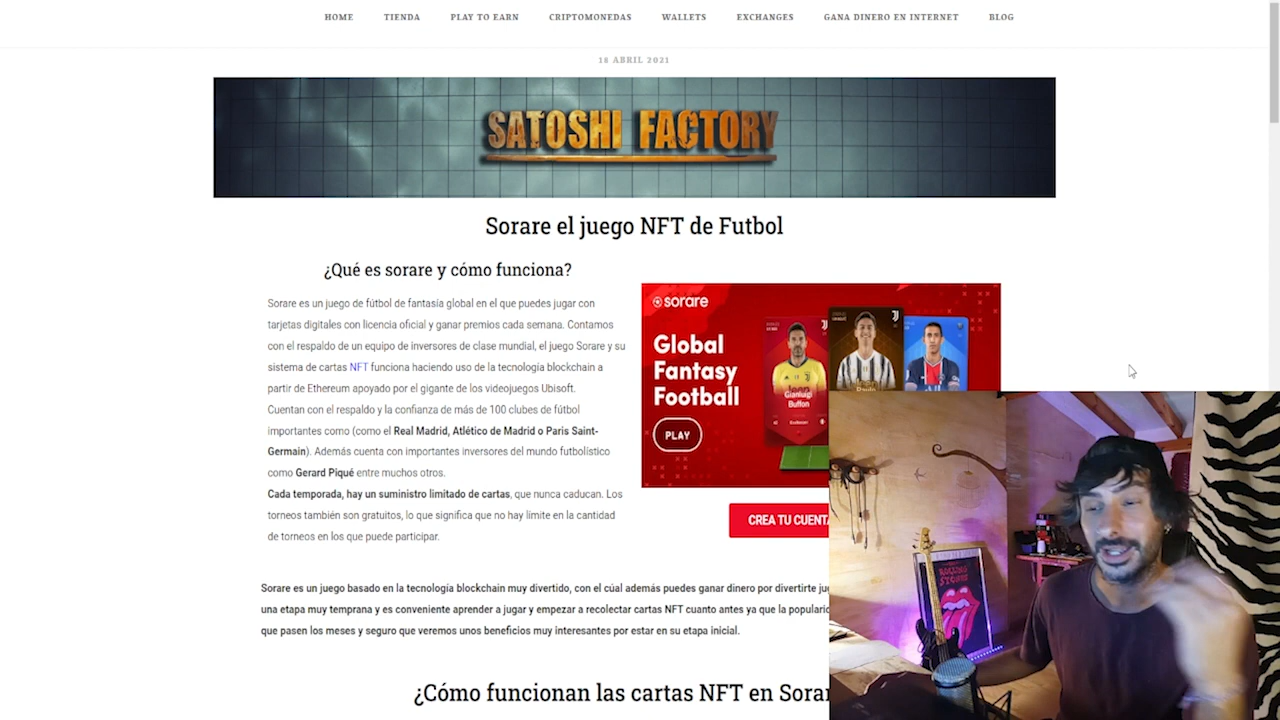 HOME TIENDA PLAY TO EARN CRIPTOMONEDAS WALLETS EXCHANGES GANA DINERO EN INTERNET BLOG
18 ABRIL 2021
SATOSHI FACTORY
Sorare el juego NFT de Futbol
¿Qué es sorare y cómo funciona?
Sorare es un juego de fútbol de fantasía global en el que puedes jugar con
tarjetas digitales con licencia oficial y ganar premios cada semana. Contamos
con el respaldo de un equipo de inversores de clase mundial, el juego Sorare y su
sistema de cartas NFT funciona haciendo uso de la tecnología blockchain a
partir de Ethereum apoyado por el gigante de los videojuegos Ubisoft.
Cuentan con el respaldo y la confianza de más de 100 clubes de fútbol
importantes como (como el Real Madrid, Atlético de Madrid o Paris Saint-
Germain). Además cuenta con importantes inversores del mundo futbolístico
como Gerard Piqué entre muchos otros.
Cada temporada, hay un suministro limitado de cartas, que nunca caducan. Los
torneos también son gratuitos, lo que significa que no hay límite en la cantidad
de torneos en los que puede participar.
sorare
Global
Fantasy
Football
PLAY
Gianluigi
Buffon
CREA TU CUENTA
Sorare es un juego basado en la tecnología blockchain muy divertido, con el cúal además puedes ganar dinero por divertirte ju
una etapa muy temprana y es conveniente aprender a jugar y empezar a recolectar cartas NFT cuanto antes ya que la popularid
que pasen los meses y seguro que veremos unos beneficios muy interesantes por estar en su etapa inicial.
¿Cómo funcionan las cartas NFT en Sorar
ROLLING
STONES